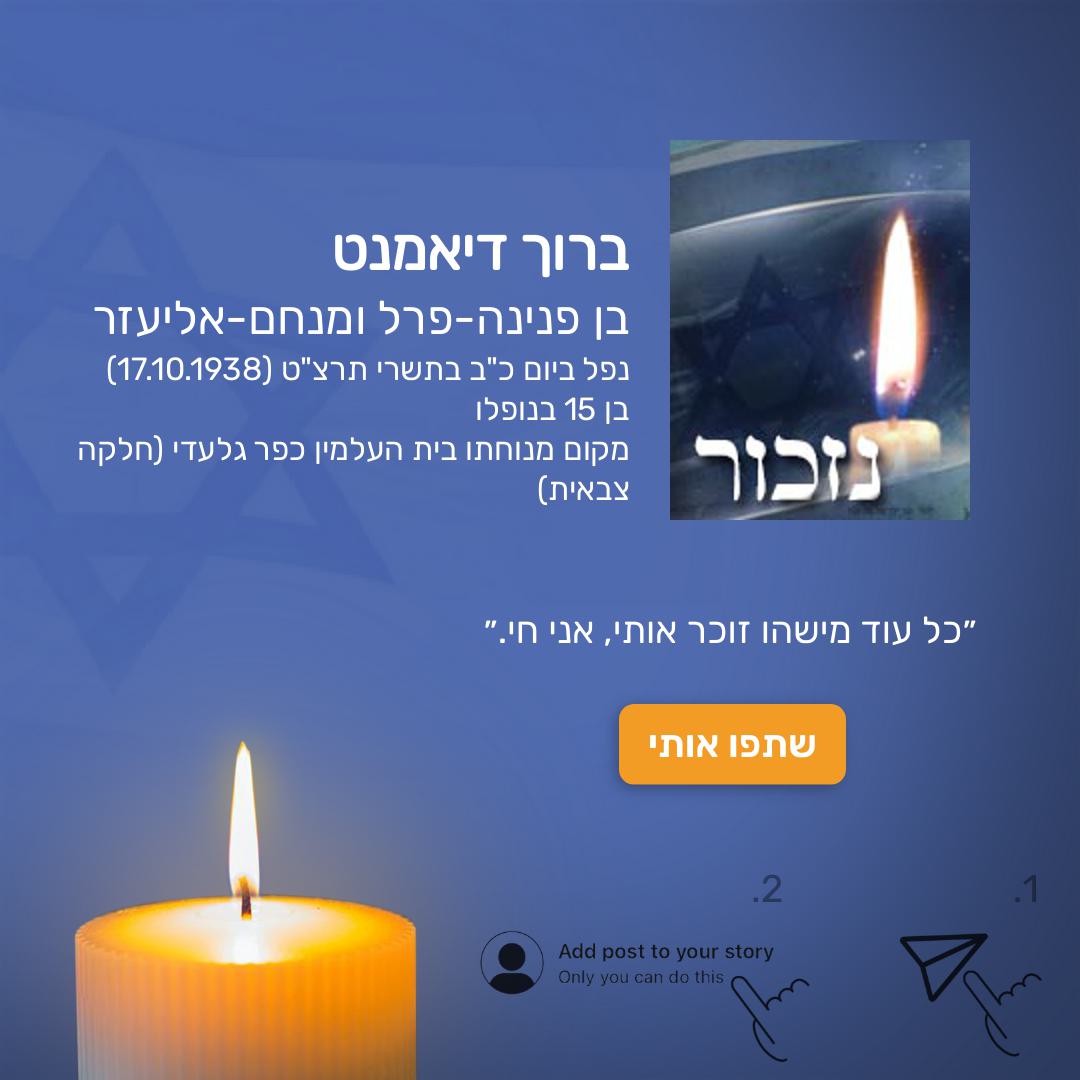 ברוך דיאמנט
בן פנינה-פרל ומנחם-אליעזר
נפל ביום כ"ב בתשרי תרצ"ט (17.10.1938)
בן 15 בנופלו
מקום מנוחתו בית העלמין כפר גלעדי (חלקה
צבאית)
נזכור
"כל עוד מישהו זוכר אותי, אני חי."
שתפו אותי
.1
.2
Add post to your story
Only you can do this